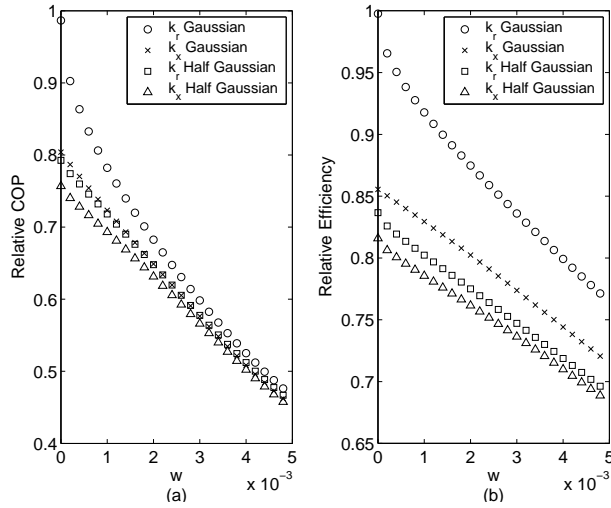 1
0.9
0.8
0.7
0.6
0.5
0.4
Relative COP
k_r Gaussian
k_x Gaussian
k_r Half Gaussian
k_x Half Gaussian
0 1 2 3 4 5
w
x 10^-3
(a)
1
0.95
0.9
0.85
0.8
0.75
0.7
0.65
Relative Efficiency
k_r Gaussian
k_x Gaussian
k_r Half Gaussian
k_x Half Gaussian
0 1 2 3 4 5
w
x 10^-3
(b)